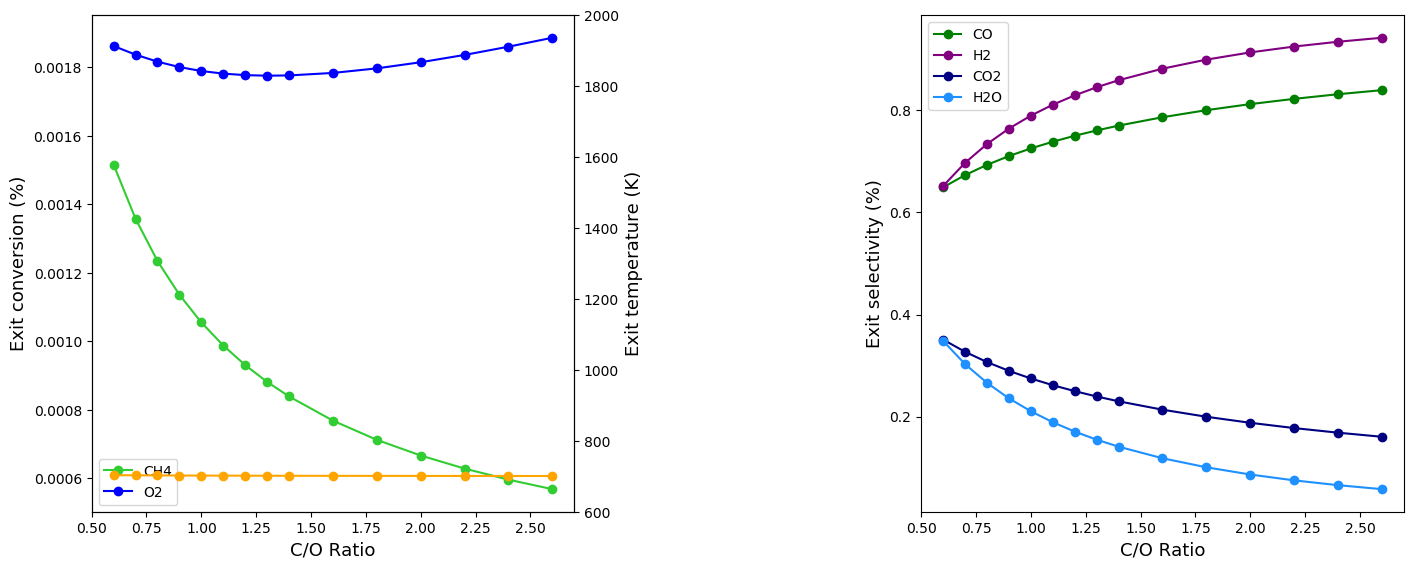 Exit conversion (%)
0.0018
0.0016
0.0014
0.0012
0.0010
0.0008
0.0006
CH4
O2
0.50 0.75 1.00 1.25 1.50 1.75 2.00 2.25 2.50
C/O Ratio
2000
1800
1600
1400
1200
1000
800
600
Exit temperature (K)
Exit selectivity (%)
0.8
0.6
0.4
0.2
CO
H2
CO2
H2O
0.50 0.75 1.00 1.25 1.50 1.75 2.00 2.25 2.50
C/O Ratio